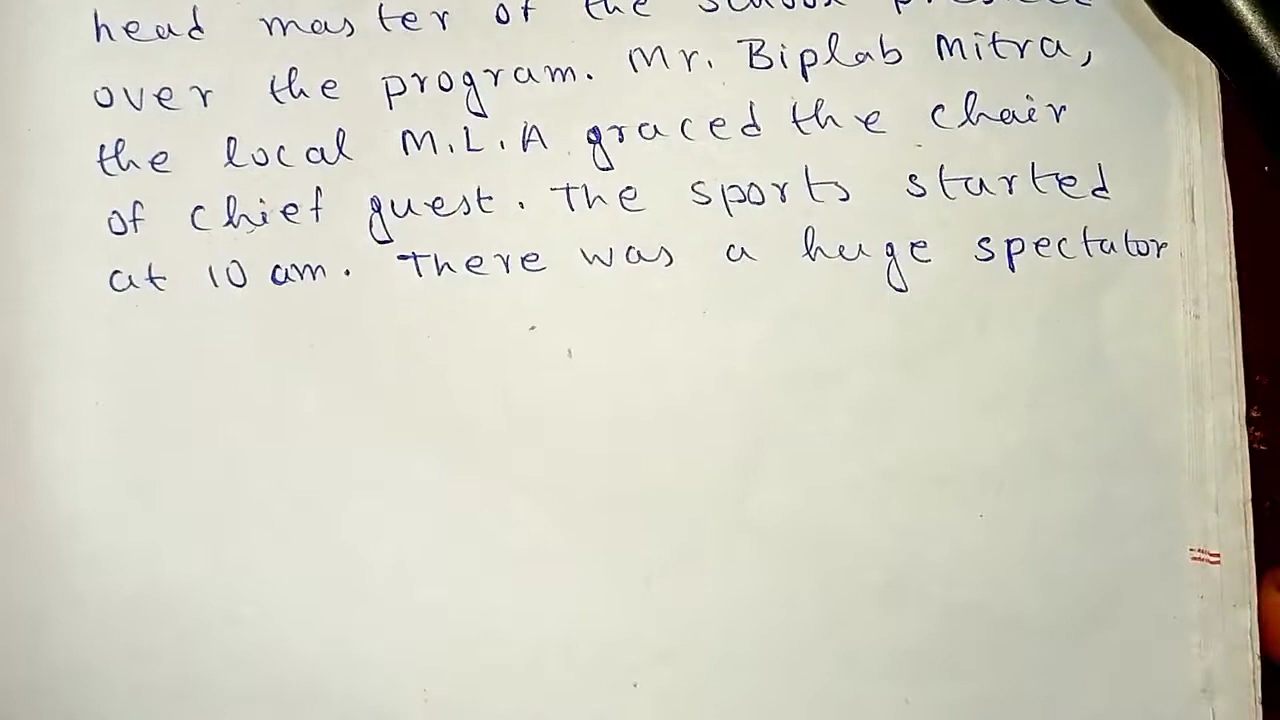 head master of the school
over the program. Mr. Biplab Mitra,
the local M.L.A graced the chair
of chief guest. The sports started
at 10 am. There was a huge spectator